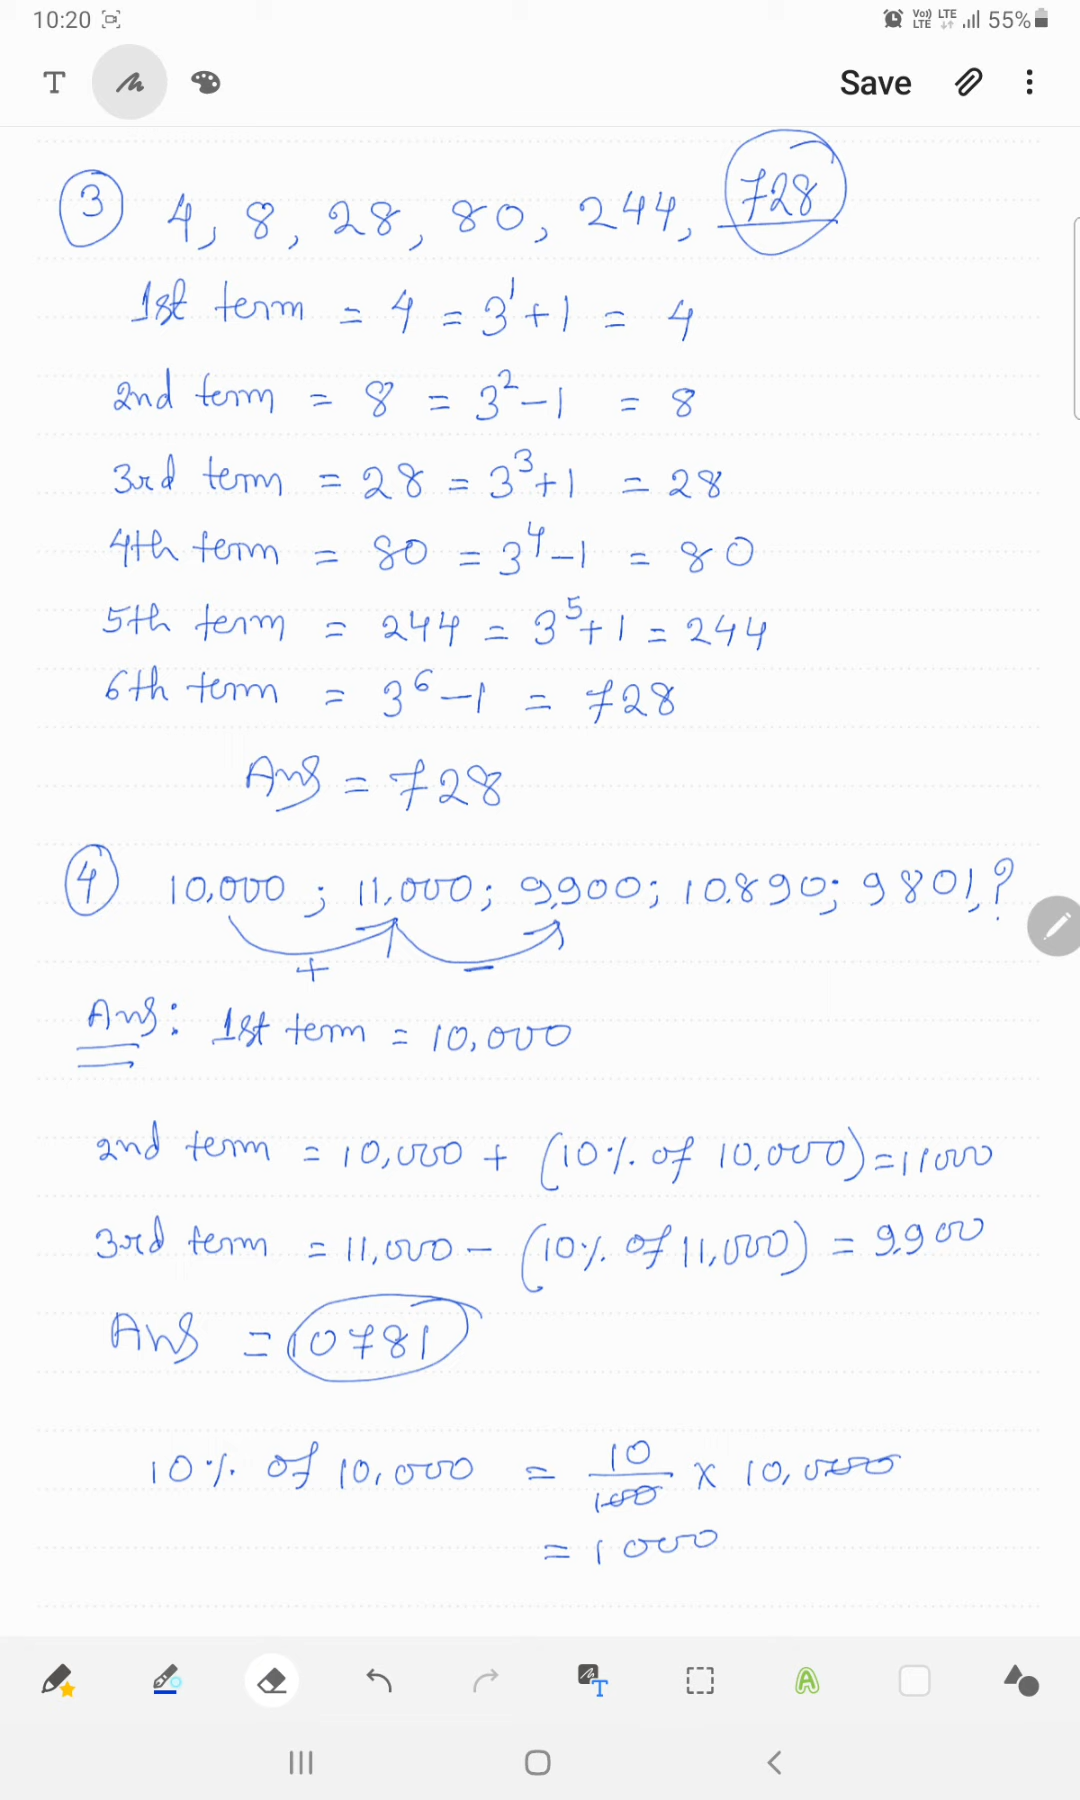 10:20 Vo)) LTE LTE 55%
T Save
3 4, 8, 28, 80, 244, 728
1st term = 4 = 3¹+1 = 4
2nd term = 8 = 3²-1 = 8
3rd term = 28 = 3³+1 = 28
4th term = 80 = 3⁴-1 = 80
5th term = 244 = 3⁵+1 = 244
6th term = 3⁶-1 = 728
Ans = 728
4 10,000; 11,000; 9,900; 10,890; 9801,?
+ -
Ans: 1st term = 10,000
2nd term = 10,000 + (10% of 10,000) = 11000
3rd term = 11,000 - (10% of 11,000) = 9,900
Ans = 10781
10% of 10,000 = 10/100 x 10,000
= 1000
T A